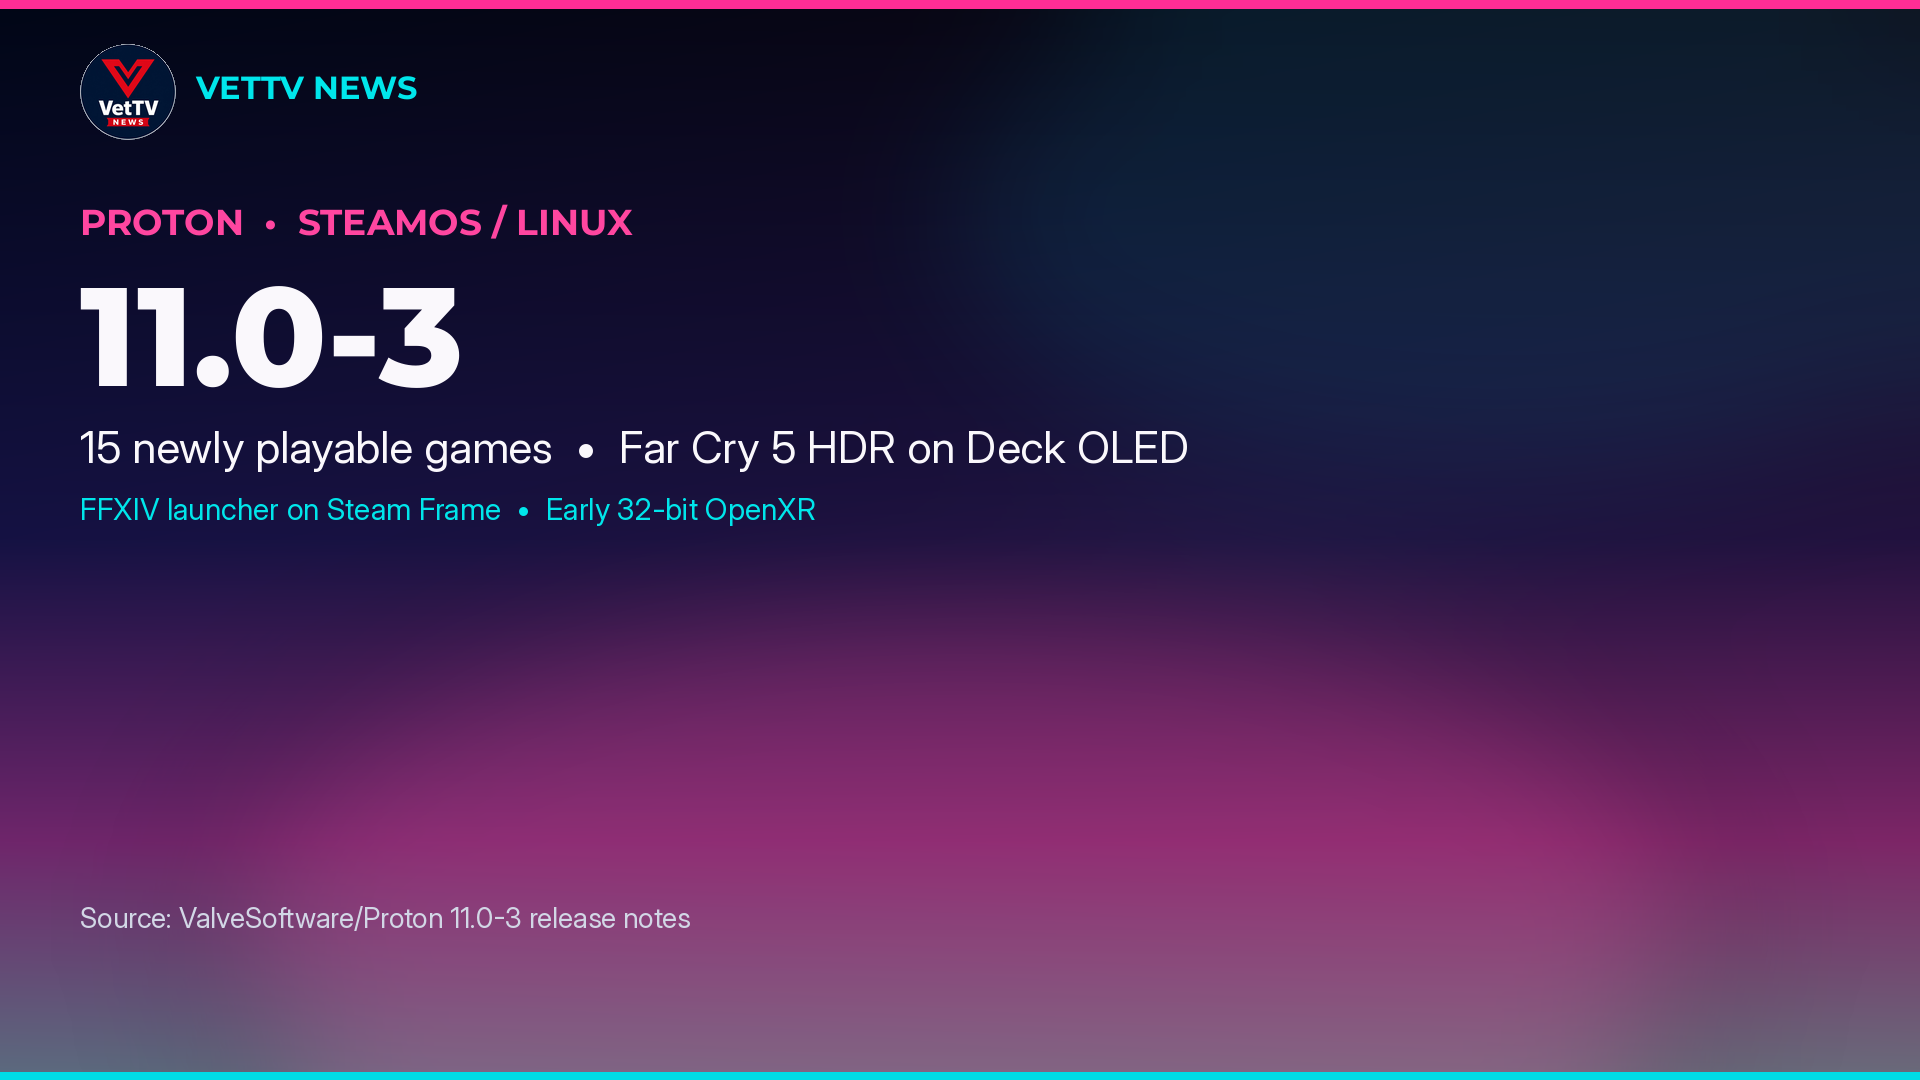 VetTV
NEWS
VETTV NEWS
PROTON • STEAMOS / LINUX
11.0-3
15 newly playable games • Far Cry 5 HDR on Deck OLED
FFXIV launcher on Steam Frame • Early 32-bit OpenXR
Source: ValveSoftware/Proton 11.0-3 release notes